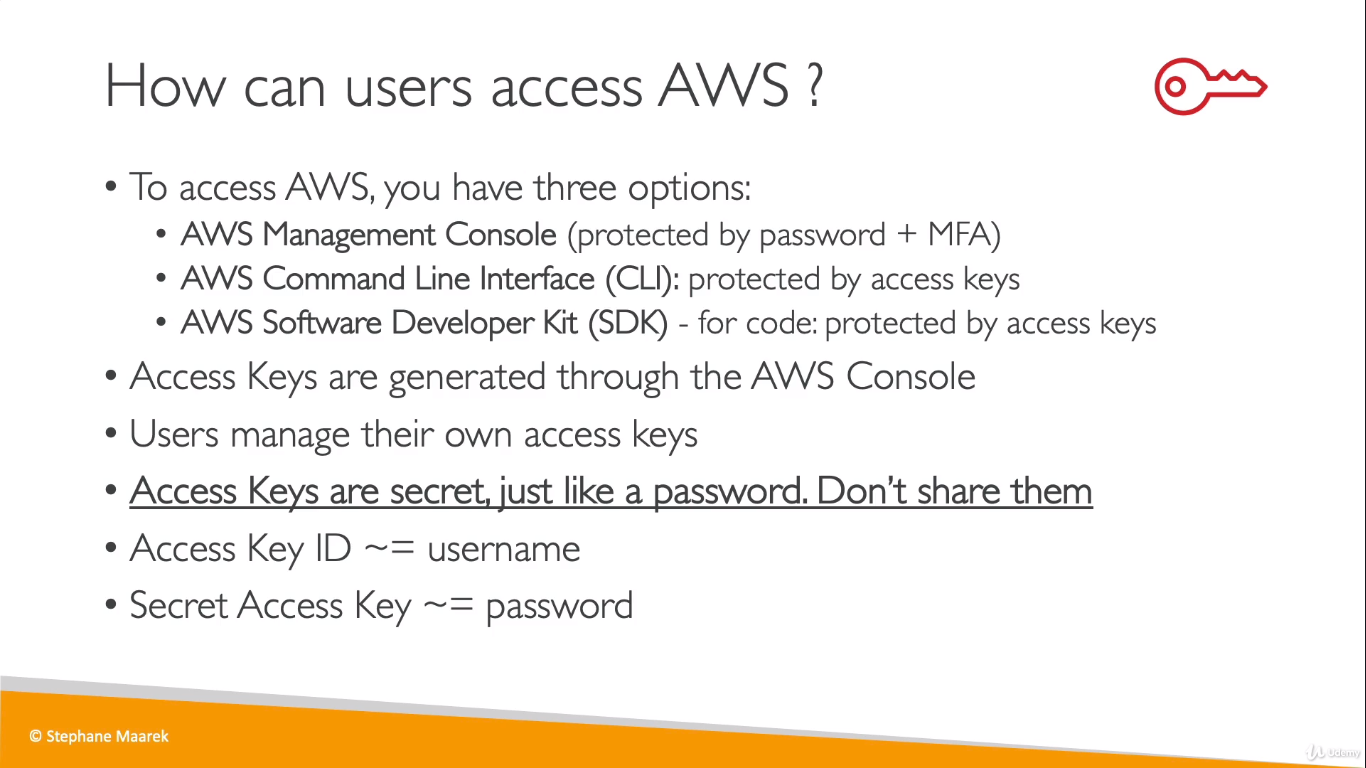 How can users access AWS ?
• To access AWS, you have three options:
• AWS Management Console (protected by password + MFA)
• AWS Command Line Interface (CLI): protected by access keys
• AWS Software Developer Kit (SDK) - for code: protected by access keys
• Access Keys are generated through the AWS Console
• Users manage their own access keys
• Access Keys are secret, just like a password. Don't share them
• Access Key ID ~= username
• Secret Access Key ~= password
© Stephane Maarek
Udemy